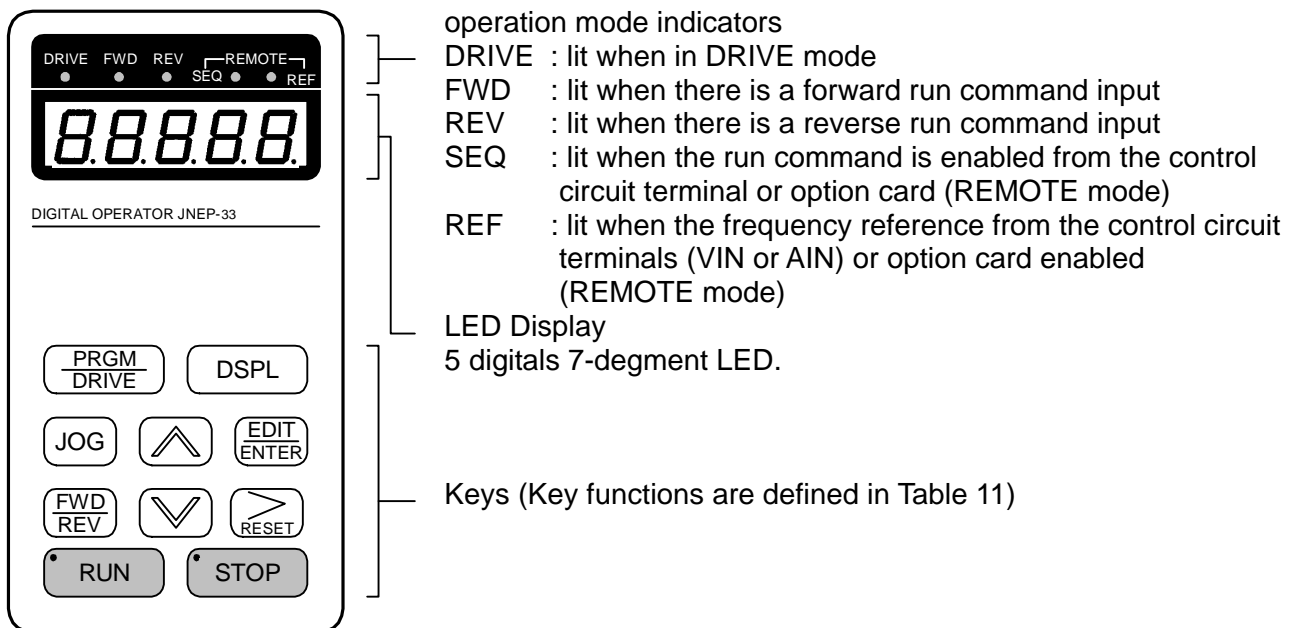 DRIVE FWD REV REMOTE
SEQ REF
88888
DIGITAL OPERATOR JNEP-33
PRGM
DRIVE
DSPL
JOG
EDIT
ENTER
FWD
REV
RESET
RUN STOP
operation mode indicators
DRIVE : lit when in DRIVE mode
FWD : lit when there is a forward run command input
REV : lit when there is a reverse run command input
SEQ : lit when the run command is enabled from the control
circuit terminal or option card (REMOTE mode)
REF : lit when the frequency reference from the control circuit
terminals (VIN or AIN) or option card enabled
(REMOTE mode)
LED Display
5 digitals 7-degment LED.
Keys (Key functions are defined in Table 11)